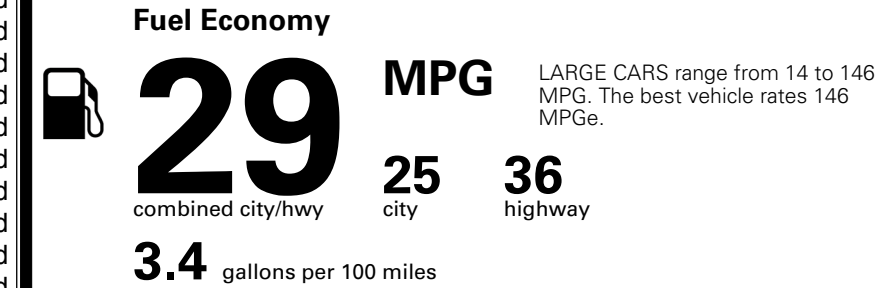 Fuel Economy
29 MPG
LARGE CARS range from 14 to 146
MPG. The best vehicle rates 146
MPGe.
25 36
combined city/hwy city highway
3.4 gallons per 100 miles
d
d
d
d
d
d
d
d
d
d